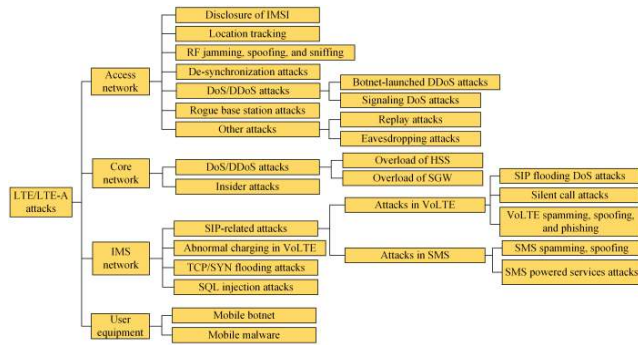 Disclosure of IMSI
Location tracking
RF jamming, spoofing, and sniffing
De-synchronization attacks
Access
network
DoS/DDoS attacks
Botnet-launched DDoS attacks
Signaling DoS attacks
Rogue base station attacks
Other attacks
Replay attacks
Eavesdropping attacks
Core
network
DoS/DDoS attacks
Overload of HSS
Overload of SGW
Insider attacks
LTE/LTE-A
attacks
IMS
network
SIP-related attacks
Attacks in VoLTE
SIP flooding DoS attacks
Silent call attacks
VoLTE spamming, spoofing,
and phishing
Attacks in SMS
SMS spamming, spoofing
SMS powered services attacks
Abnormal charging in VoLTE
TCP/SYN flooding attacks
SQL injection attacks
User
equipment
Mobile botnet
Mobile malware